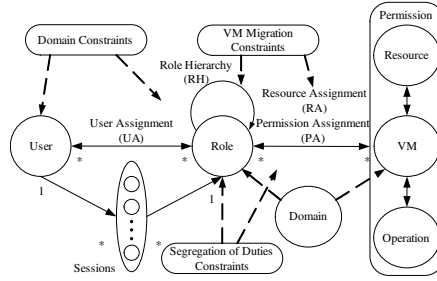 Permission
Domain Constraints
VM Migration
Constraints
Resource
Role Hierarchy
(RH)
Resource Assignment
(RA)
User Assignment
(UA)
Permission Assignment
(PA)
User
Role
VM
*
*
*
*
1
1
Domain
Operation
*
*
Sessions
Segregation of Duties
Constraints